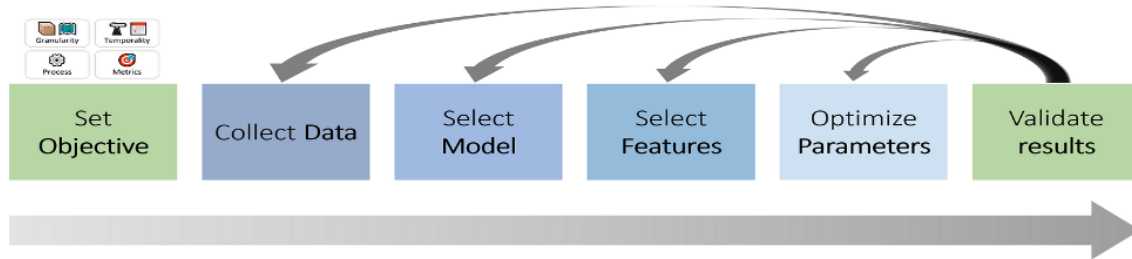 Granularity
Temporality
Process
Metrics
Set
Objective
Collect Data
Select
Model
Select
Features
Optimize
Parameters
Validate
results